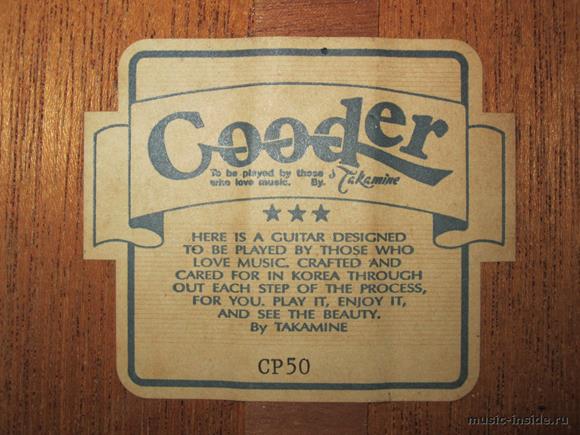 Cooder
To be played by those
who love music. By. Takamine
★★★
HERE IS A GUITAR DESIGNED
TO BE PLAYED BY THOSE WHO
LOVE MUSIC. CRAFTED AND
CARED FOR IN KOREA THROUGH
OUT EACH STEP OF THE PROCESS,
FOR YOU. PLAY IT, ENJOY IT,
AND SEE THE BEAUTY.
By TAKAMINE
CP50
music-inside.ru